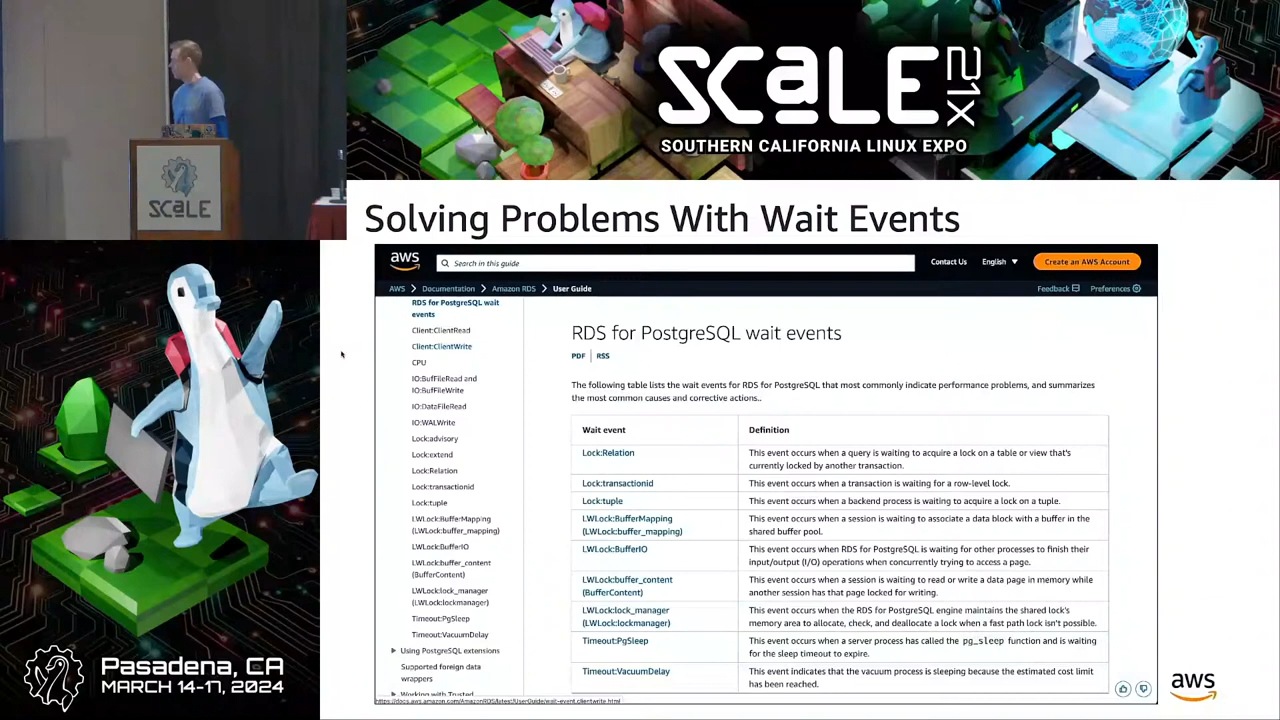 SCALE 21X
SOUTHERN CALIFORNIA LINUX EXPO
SCALE
Solving Problems With Wait Events
aws
Search in this guide
Contact Us
English
Create an AWS Account
AWS
Documentation
Amazon RDS
User Guide
Feedback
Preferences
RDS for PostgreSQL wait
events
Client:ClientRead
Client:ClientWrite
CPU
IO:BufFileRead and
IO:BufFileWrite
IO:DataFileRead
IO:WALWrite
Lock:advisory
Lock:extend
Lock:Relation
Lock:transactionid
Lock:tuple
LWLock:BufferMapping
(LWLock:buffer_mapping)
LWLock:BufferIO
LWLock:buffer_content
(BufferContent)
LWLock:lock_manager
(LWLock:lockmanager)
Timeout:PgSleep
Timeout:VacuumDelay
Using PostgreSQL extensions
Supported foreign data
wrappers
Working with Trusted
https://docs.aws.amazon.com/AmazonRDS/latest/UserGuide/wait-event.clientwrite.html
RDS for PostgreSQL wait events
PDF | RSS
The following table lists the wait events for RDS for PostgreSQL that most commonly indicate performance problems, and summarizes
the most common causes and corrective actions..
Wait event
Definition
Lock:Relation
This event occurs when a query is waiting to acquire a lock on a table or view that's
currently locked by another transaction.
Lock:transactionid
This event occurs when a transaction is waiting for a row-level lock.
Lock:tuple
This event occurs when a backend process is waiting to acquire a lock on a tuple.
LWLock:BufferMapping
(LWLock:buffer_mapping)
This event occurs when a session is waiting to associate a data block with a buffer in the
shared buffer pool.
LWLock:BufferIO
This event occurs when RDS for PostgreSQL is waiting for other processes to finish their
input/output (I/O) operations when concurrently trying to access a page.
LWLock:buffer_content
(BufferContent)
This event occurs when a session is waiting to read or write a data page in memory while
another session has that page locked for writing.
LWLock:lock_manager
(LWLock:lockmanager)
This event occurs when the RDS for PostgreSQL engine maintains the shared lock's
memory area to allocate, check, and deallocate a lock when a fast path lock isn't possible.
Timeout:PgSleep
This event occurs when a server process has called the pg_sleep function and is waiting
for the sleep timeout to expire.
Timeout:VacuumDelay
This event indicates that the vacuum process is sleeping because the estimated cost limit
has been reached.
aws
Pasadena, CA
MARCH 14-17, 2024